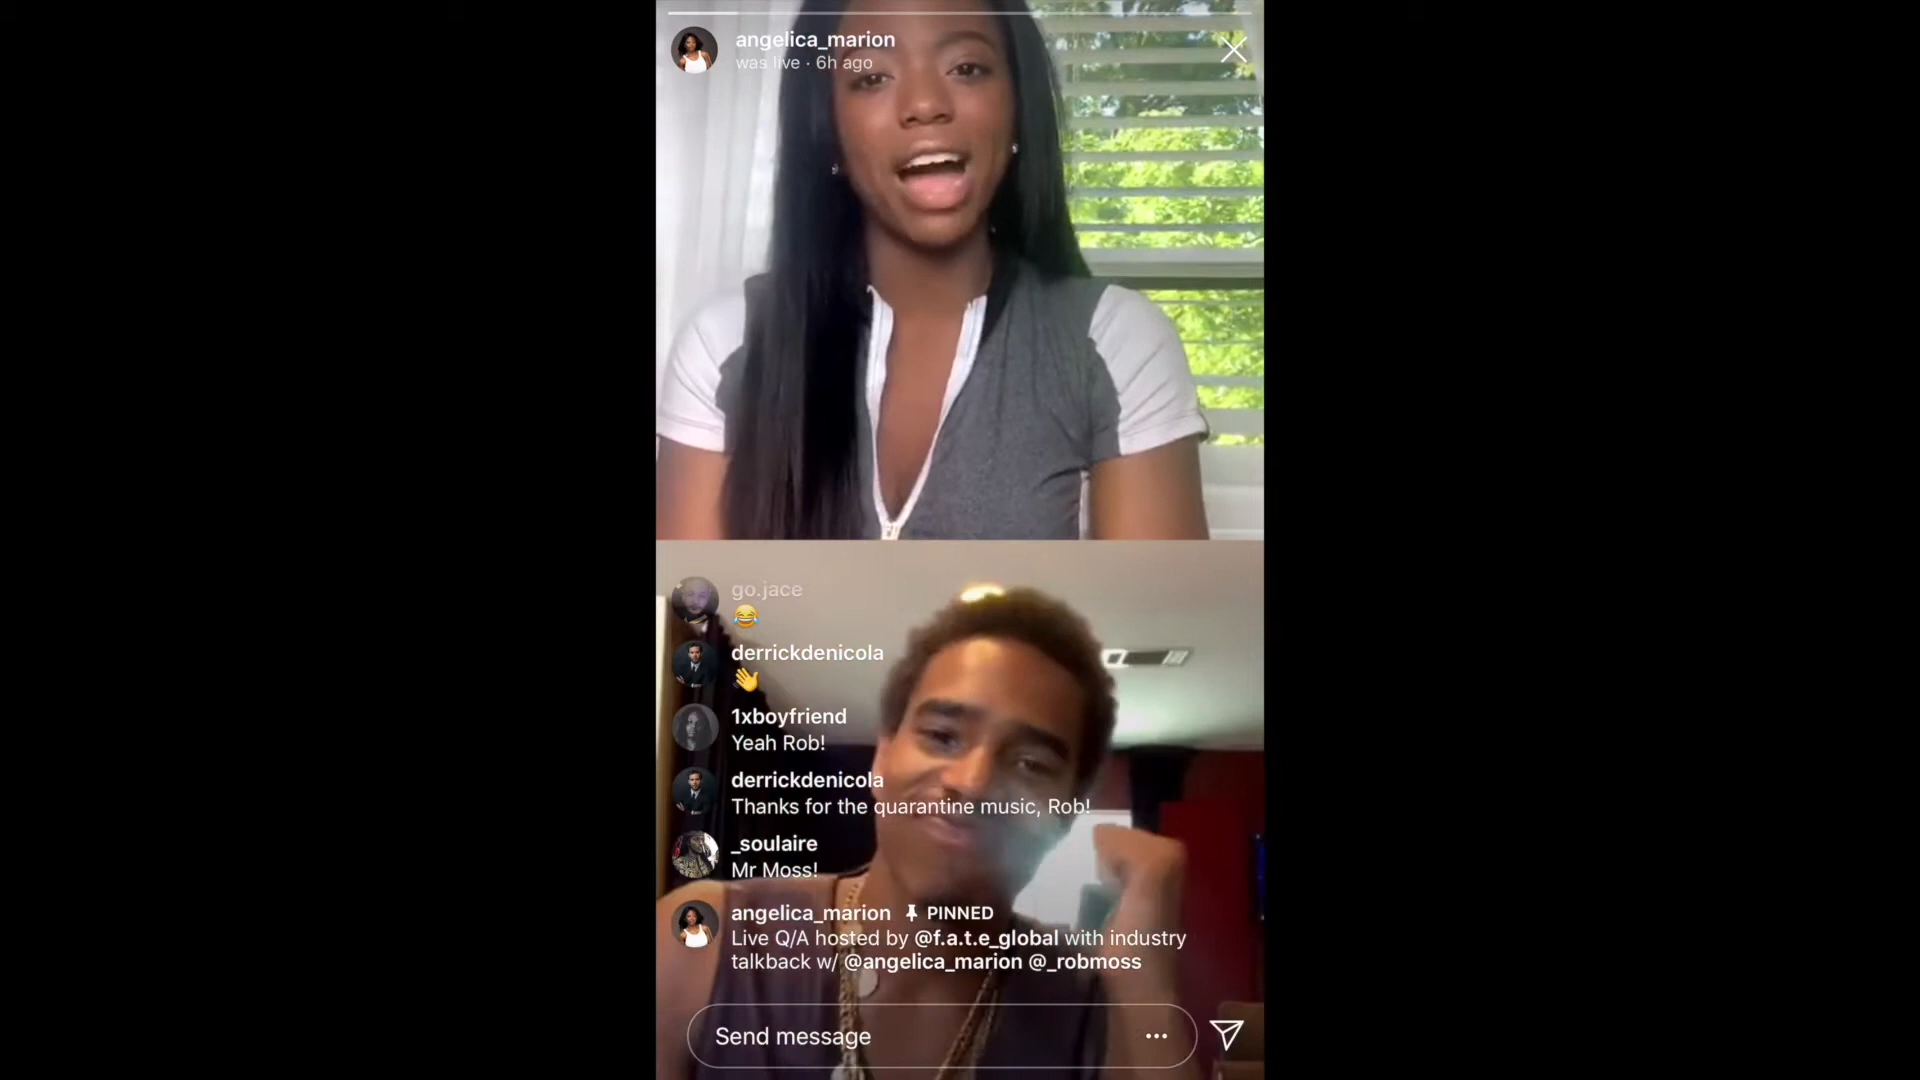 angelica_marion
was live · 6h ago
go.jace
😂
derrickdenicola
👋
1xboyfriend
Yeah Rob!
derrickdenicola
Thanks for the quarantine music, Rob!
_soulaire
Mr Moss!
angelica_marion PINNED
Live Q/A hosted by @f.a.t.e_global with industry
talkback w/ @angelica_marion @_robmoss
Send message